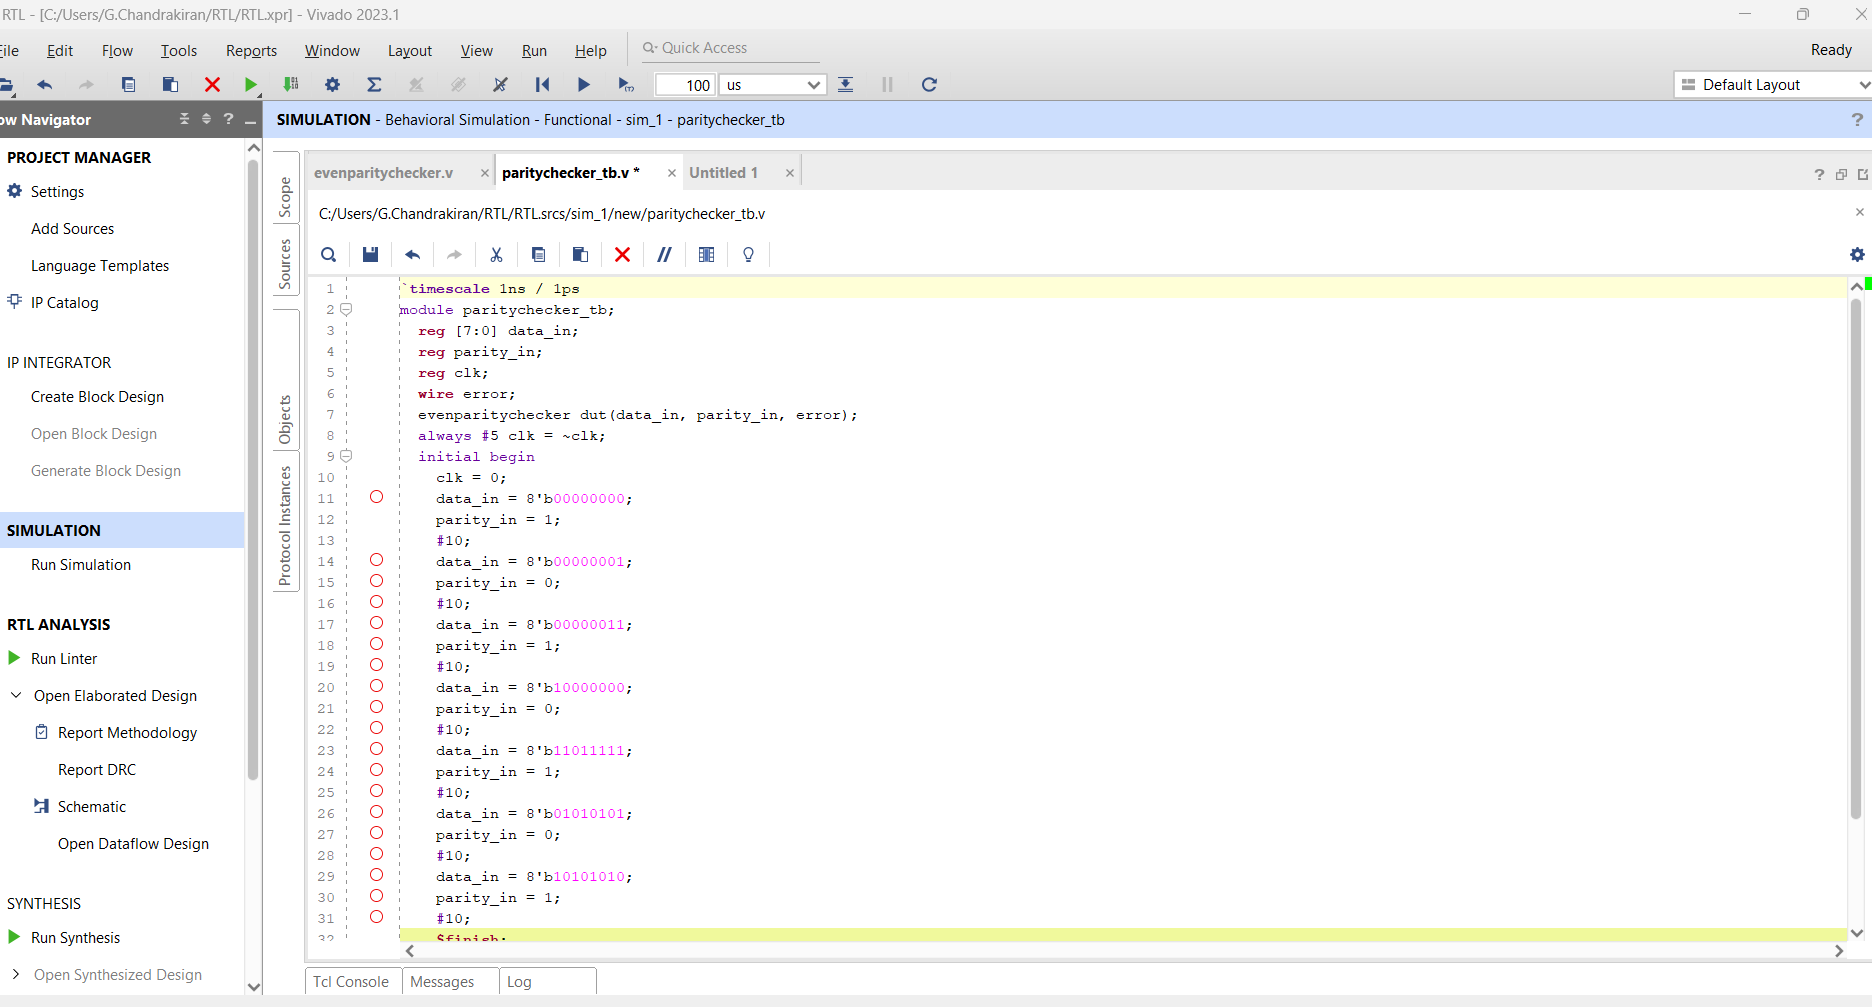 RTL - [C:/Users/G.Chandrakiran/RTL/RTL.xpr] - Vivado 2023.1
File Edit Flow Tools Reports Window Layout View Run Help Quick Access Ready
100 us Default Layout
ow Navigator
SIMULATION - Behavioral Simulation - Functional - sim_1 - paritychecker_tb
PROJECT MANAGER
Settings
Add Sources
Language Templates
IP Catalog
IP INTEGRATOR
Create Block Design
Open Block Design
Generate Block Design
SIMULATION
Run Simulation
RTL ANALYSIS
Run Linter
Open Elaborated Design
Report Methodology
Report DRC
Schematic
Open Dataflow Design
SYNTHESIS
Run Synthesis
Open Synthesized Design
Scope
Sources
Objects
Protocol Instances
evenparitychecker.v paritychecker_tb.v * Untitled 1
C:/Users/G.Chandrakiran/RTL/RTL.srcs/sim_1/new/paritychecker_tb.v
1 `timescale 1ns / 1ps
2 module paritychecker_tb;
3 reg [7:0] data_in;
4 reg parity_in;
5 reg clk;
6 wire error;
7 evenparitychecker dut(data_in, parity_in, error);
8 always #5 clk = ~clk;
9 initial begin
10 clk = 0;
11 data_in = 8'b00000000;
12 parity_in = 1;
13 #10;
14 data_in = 8'b00000001;
15 parity_in = 0;
16 #10;
17 data_in = 8'b00000011;
18 parity_in = 1;
19 #10;
20 data_in = 8'b10000000;
21 parity_in = 0;
22 #10;
23 data_in = 8'b11011111;
24 parity_in = 1;
25 #10;
26 data_in = 8'b01010101;
27 parity_in = 0;
28 #10;
29 data_in = 8'b10101010;
30 parity_in = 1;
31 #10;
32 $finish;
Tcl Console Messages Log